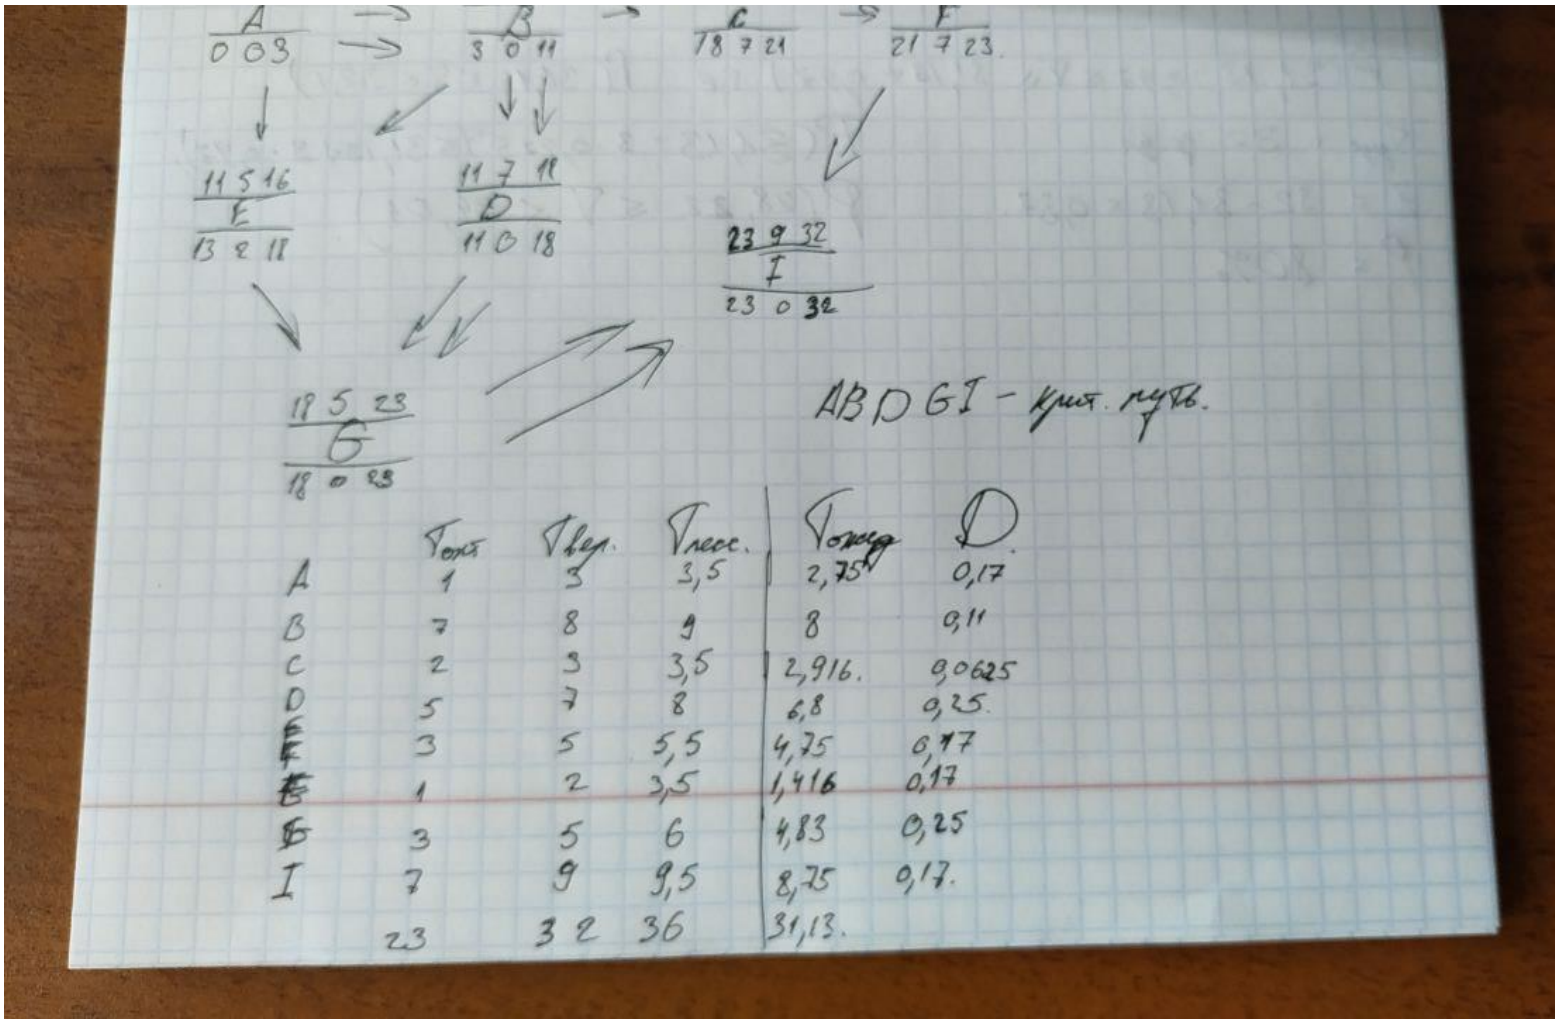 A B C F
0 0 3 3 0 11 18 7 21 21 7 23
11 5 16 11 7 18
E D
13 2 18 11 0 18
23 9 32
I
23 0 32
18 5 23
G
18 0 23
ABDGI - крит. путь.
Tопт Tвер. Tпесс. Tожид D
A 1 3 3,5 2,75 0,17
B 7 8 9 8 0,11
C 2 3 3,5 2,916. 0,0625
D 5 7 8 6,8 0,25.
3 5 5,5 4,75 0,17
1 2 3,5 1,416 0,17
3 5 6 4,83 0,25
I 7 9 9,5 8,75 0,17.
23 32 36 31,13.